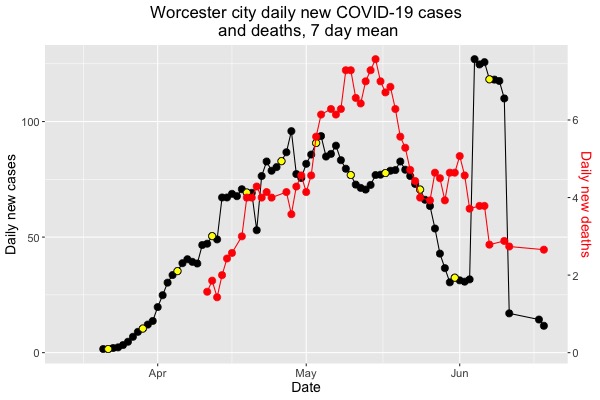 Worcester city daily new COVID-19 cases
and deaths, 7 day mean
Daily new cases
100
50
0
6
4
2
0
Daily new deaths
Apr
May
Jun
Date